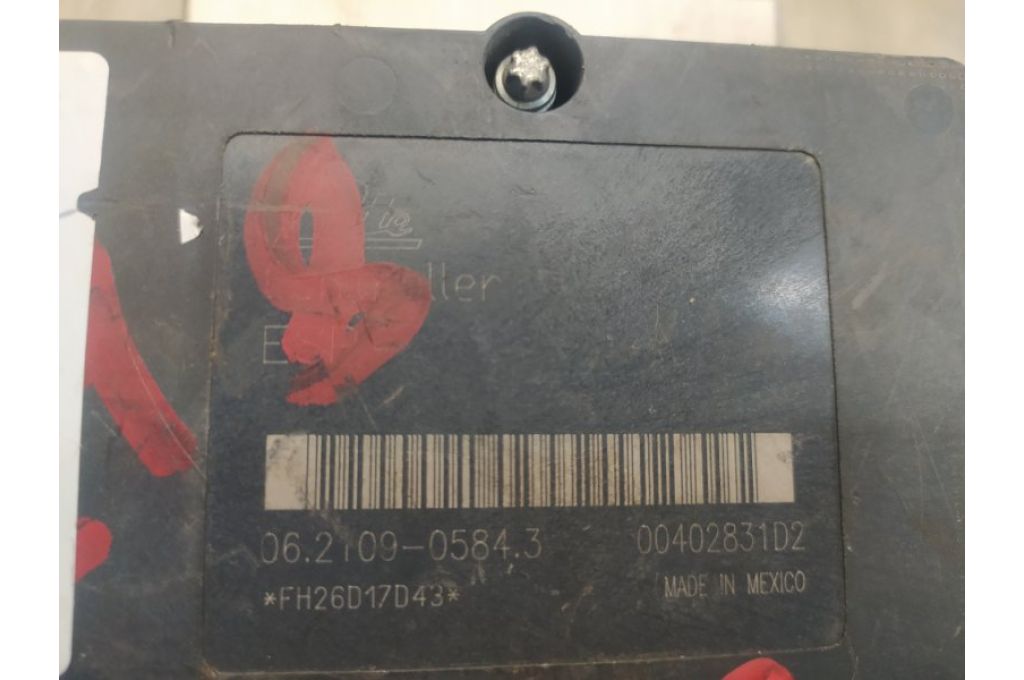 06.2109-0584.3 00402831D2
*FH26D17D43* MADE IN MEXICO